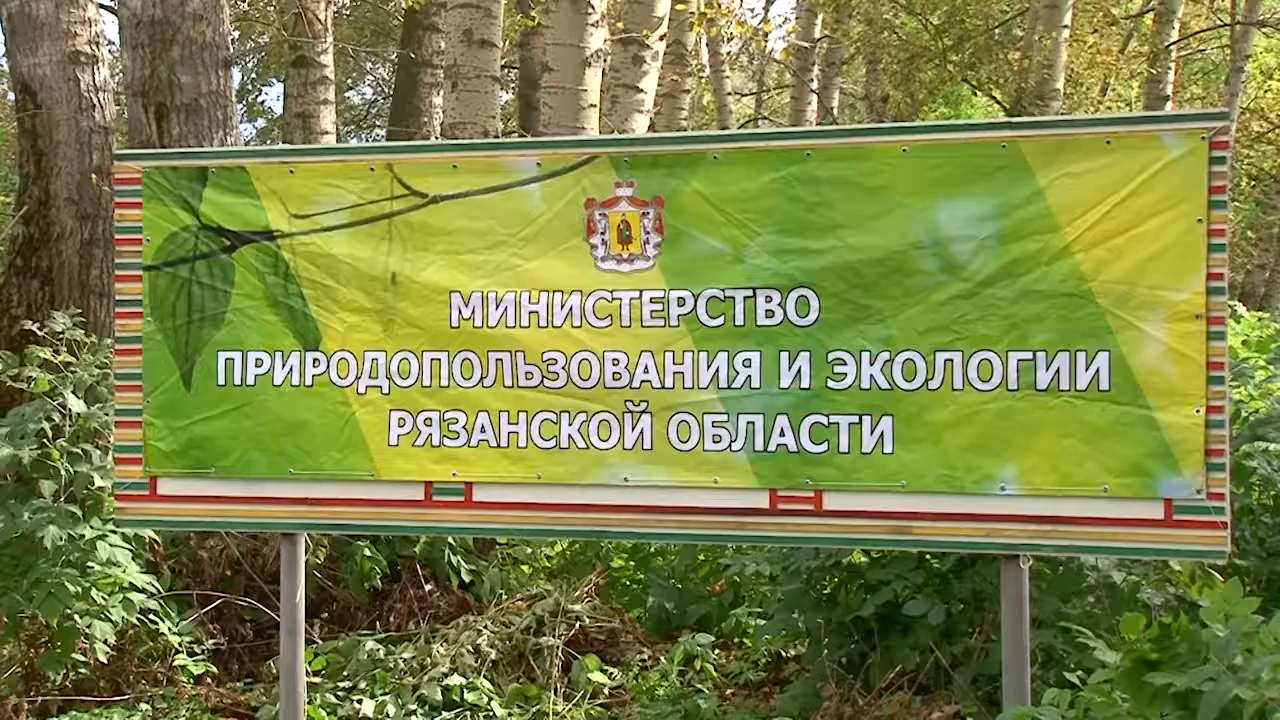 МИНИСТЕРСТВО
ПРИРОДОПОЛЬЗОВАНИЯ И ЭКОЛОГИИ
РЯЗАНСКОЙ ОБЛАСТИ